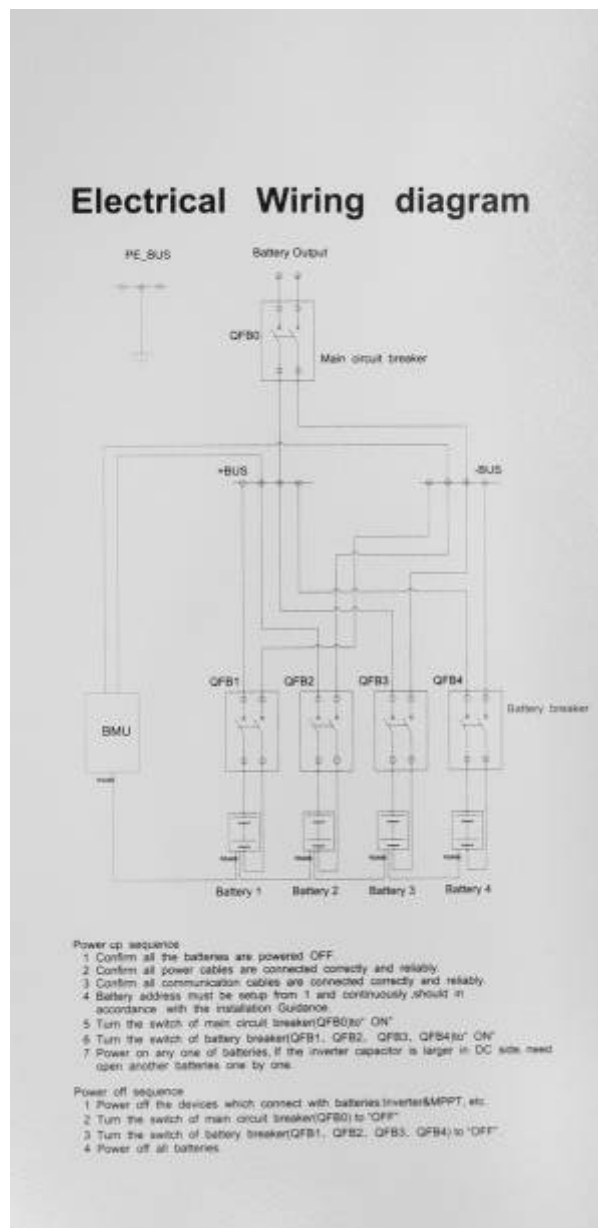 Electrical Wiring diagram
PE_BUS
Battery Output
QFB0
Main circuit breaker
+BUS
-BUS
QFB1
QFB2
QFB3
QFB4
Battery breaker
BMU
Battery 1
Battery 2
Battery 3
Battery 4
Power up sequence
1 Confirm all the batteries are powered OFF
2 Confirm all power cables are connected correctly and reliably.
3 Confirm all communication cables are connected correctly and reliably.
4 Battery address must be setup from 1 and continuously ,should in
accordance with the Installation Guidance.
5 Turn the switch of main circuit breaker(QFB0)to" ON"
6 Turn the switch of battery breaker(QFB1, QFB2, QFB3, QFB4)to" ON"
7 Power on any one of batteries, If the inverter capacitor is larger in DC side, need
open another batteries one by one.
Power off sequence
1 Power off the devices which connect with batteries:Inverter&MPPT, etc.
2 Turn the switch of main circuit breaker(QFB0) to "OFF"
3 Turn the switch of battery breaker(QFB1, QFB2, QFB3, QFB4) to "OFF".
4 Power off all batteries.